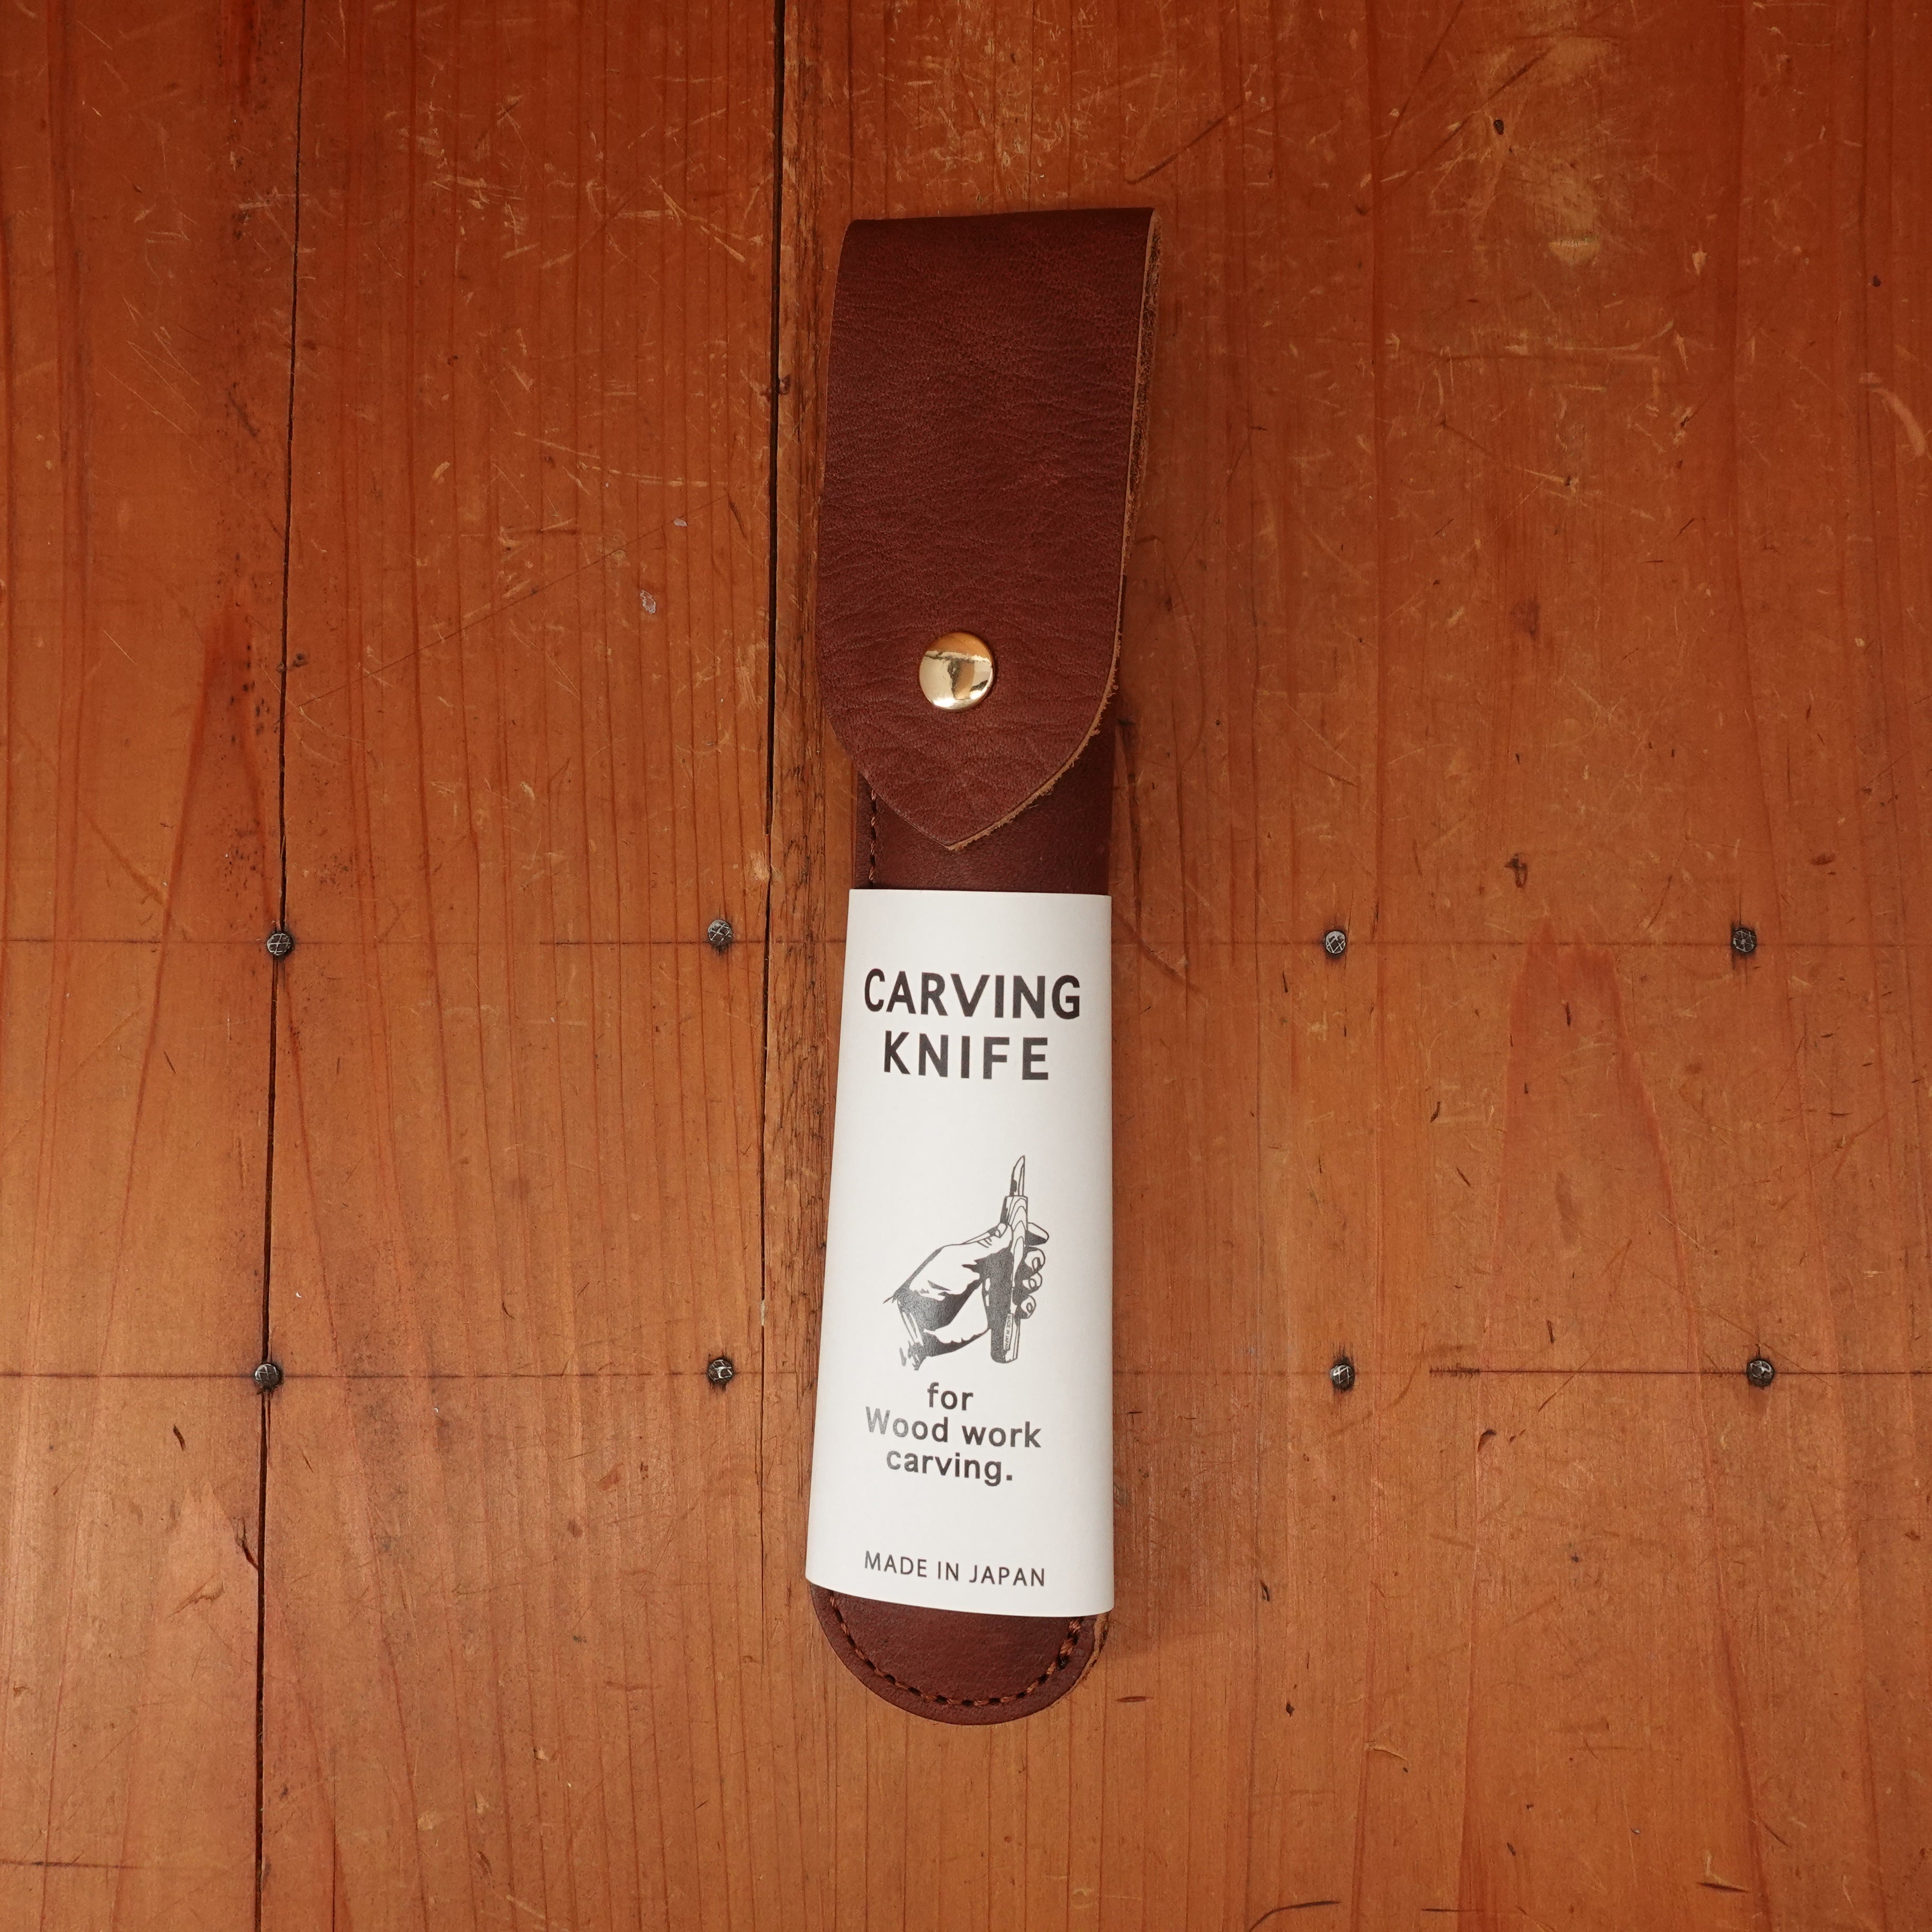 CARVING
KNIFE
for
Wood work
carving.
MADE IN JAPAN